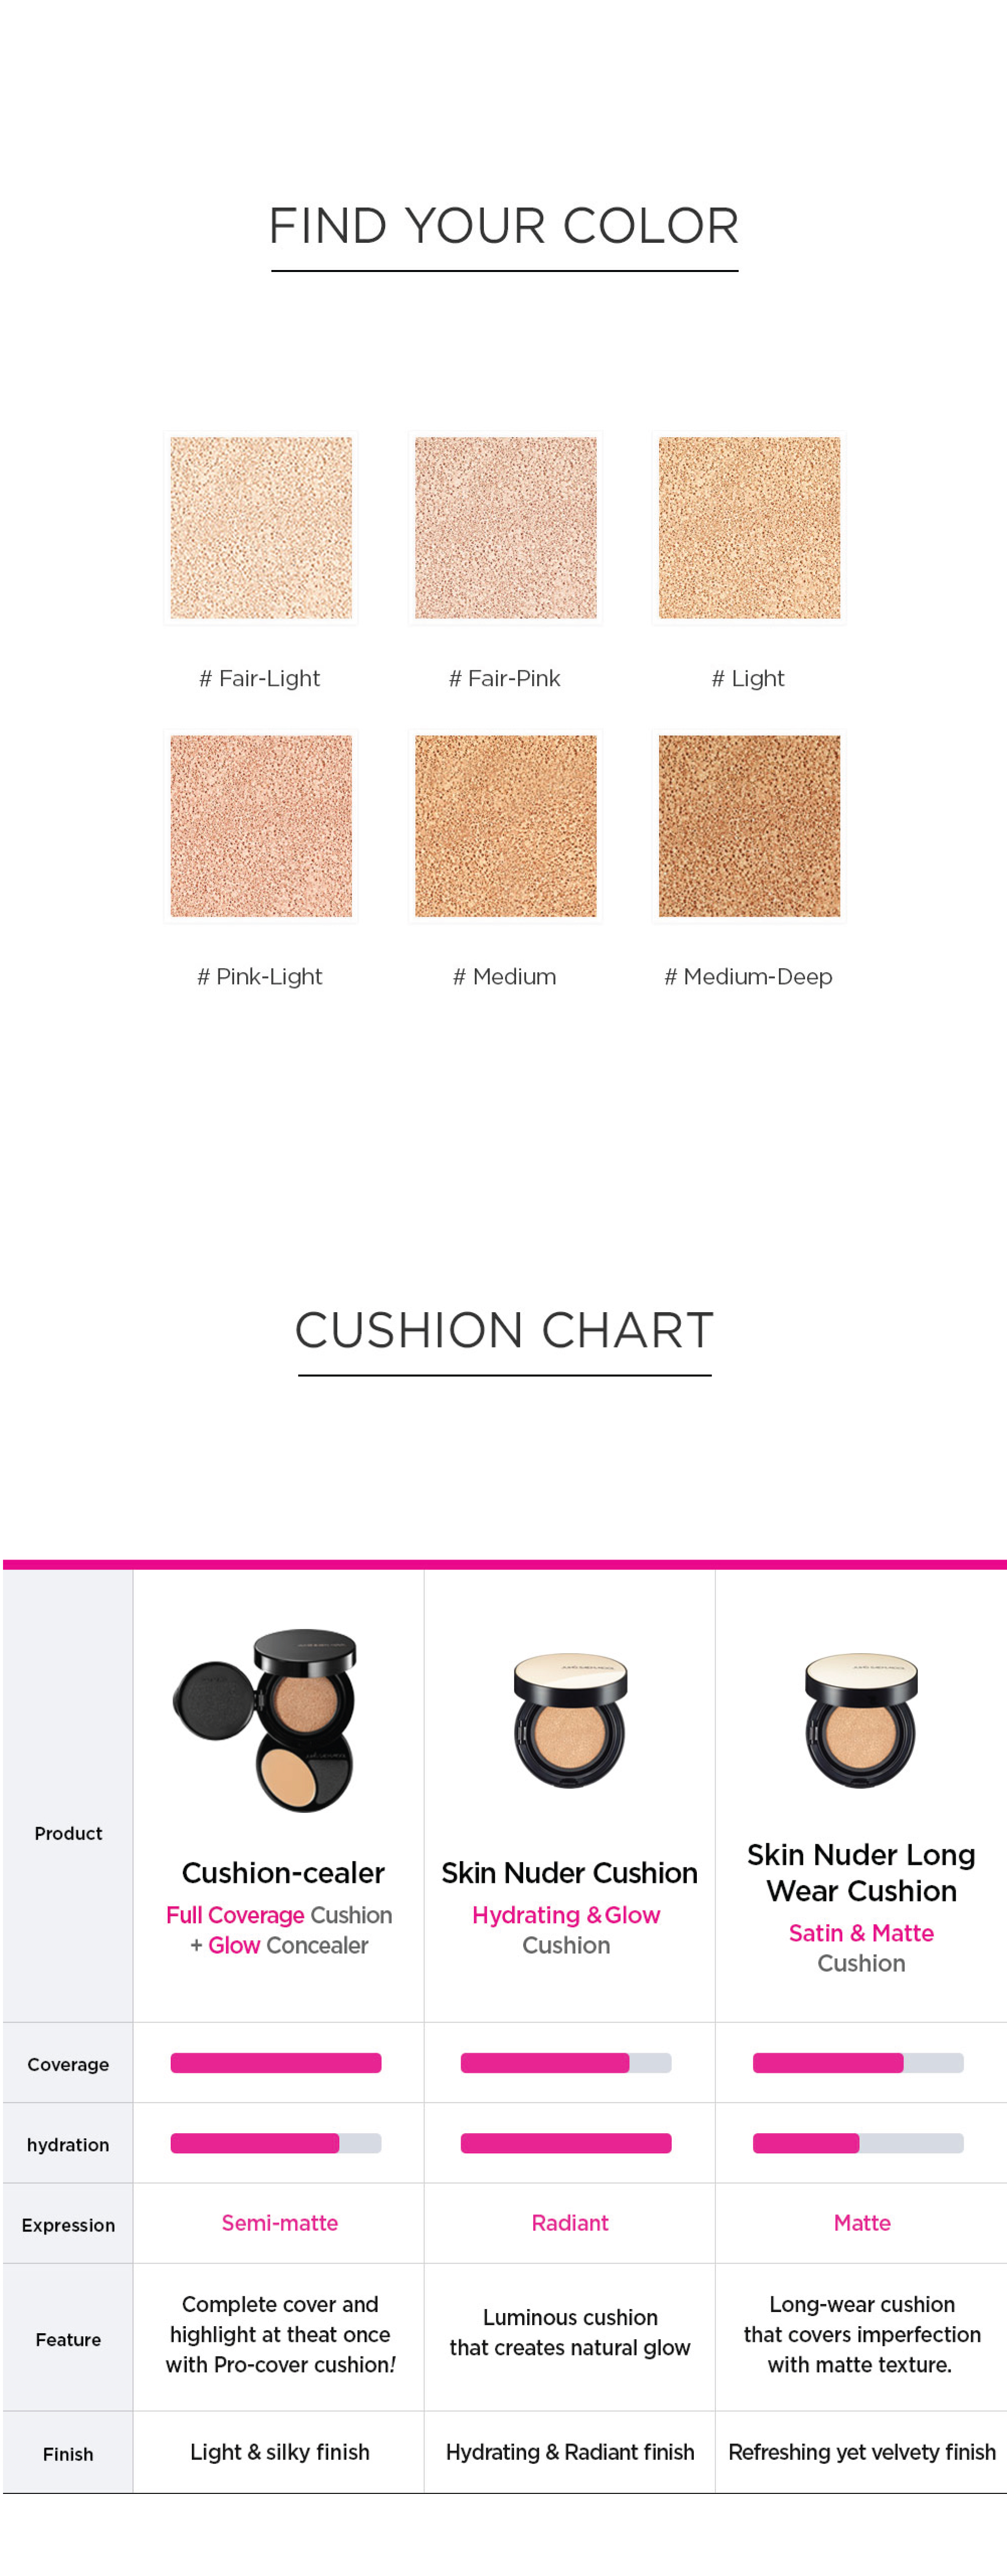 FIND YOUR COLOR
# Fair-Light
# Fair-Pink
# Light
# Pink-Light
# Medium
# Medium-Deep
CUSHION CHART
Product
Cushion-cealer
Full Coverage Cushion
+ Glow Concealer
Skin Nuder Cushion
Hydrating & Glow
Cushion
Skin Nuder Long
Wear Cushion
Satin & Matte
Cushion
Coverage
hydration
Expression
Semi-matte
Radiant
Matte
Feature
Complete cover and
highlight at theat once
with Pro-cover cushion!
Luminous cushion
that creates natural glow
Long-wear cushion
that covers imperfection
with matte texture.
Finish
Light & silky finish
Hydrating & Radiant finish
Refreshing yet velvety finish